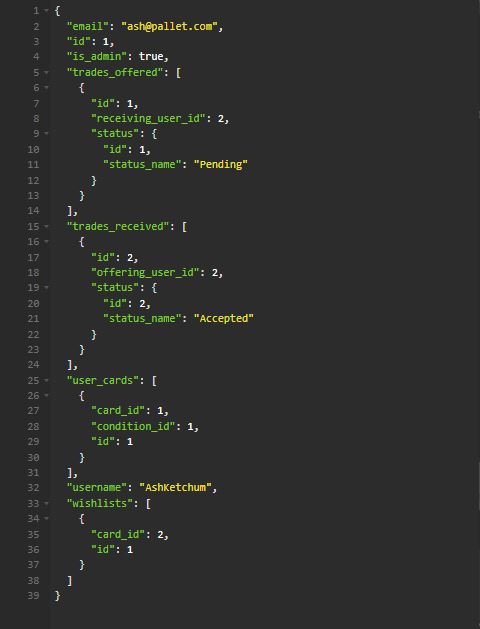 1 {
2 "email": "ash@pallet.com",
3 "id": 1,
4 "is_admin": true,
5 "trades_offered": [
6 {
7 "id": 1,
8 "receiving_user_id": 2,
9 "status": {
10 "id": 1,
11 "status_name": "Pending"
12 }
13 }
14 ],
15 "trades_received": [
16 {
17 "id": 2,
18 "offering_user_id": 2,
19 "status": {
20 "id": 2,
21 "status_name": "Accepted"
22 }
23 }
24 ],
25 "user_cards": [
26 {
27 "card_id": 1,
28 "condition_id": 1,
29 "id": 1
30 }
31 ],
32 "username": "AshKetchum",
33 "wishlists": [
34 {
35 "card_id": 2,
36 "id": 1
37 }
38 ]
39 }